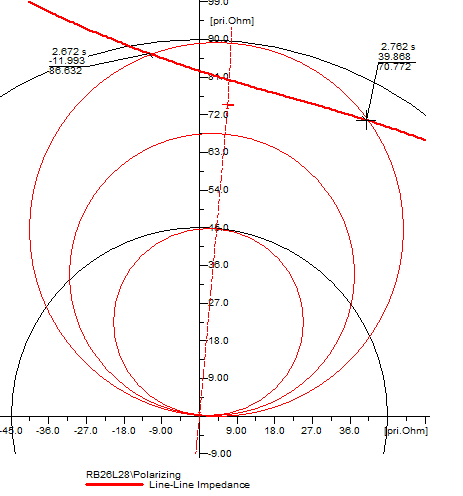 99.0
[pri.Ohm]
90.0
2.672 s
-11.993
86.632
2.762 s
39.868
70.772
81.0
72.0
63.0
54.0
45.0
36.0
27.0
18.0
9.00
-45.0 -36.0 -27.0 -18.0 -9.00 9.00 18.0 27.0 36.0 [pri.Ohm]
-9.00
RB26L28\Polarizing
Line-Line Impedance